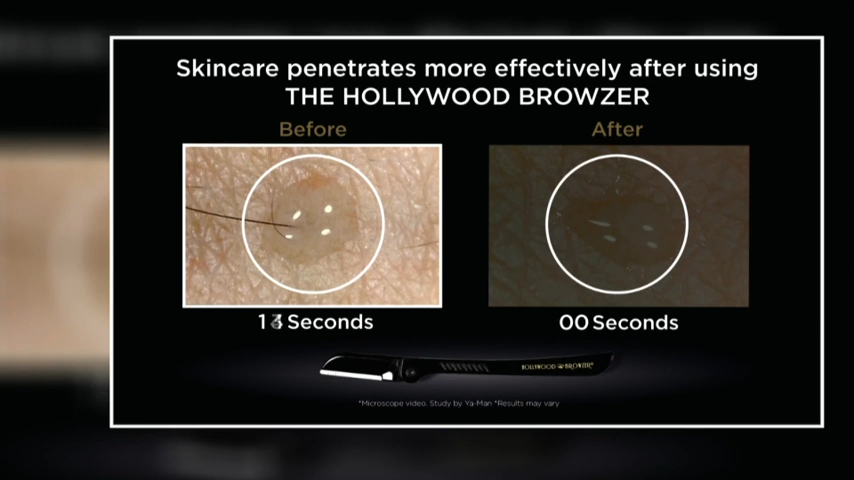 Skincare penetrates more effectively after using
THE HOLLYWOOD BROWZER
Before
After
Seconds
00 Seconds
HOLLYWOOD BROWZER®
*Microscope video. Study by Ya-Man *Results may vary